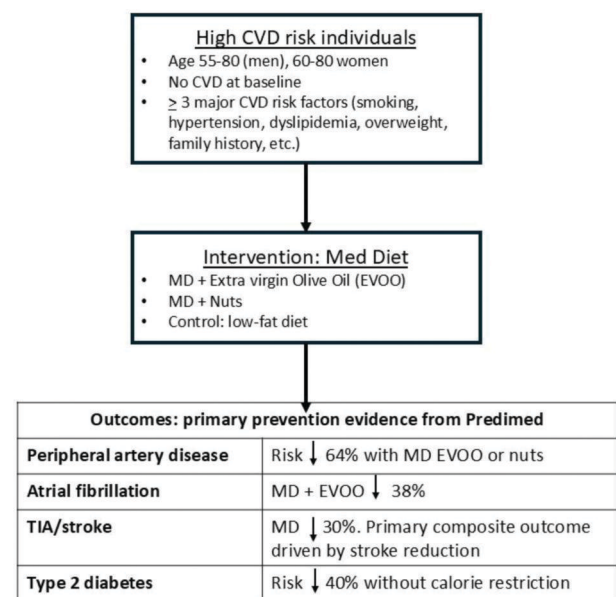 High CVD risk individuals
• Age 55-80 (men), 60-80 women
• No CVD at baseline
• ≥ 3 major CVD risk factors (smoking,
hypertension, dyslipidemia, overweight,
family history, etc.)
Intervention: Med Diet
• MD + Extra virgin Olive Oil (EVOO)
• MD + Nuts
• Control: low-fat diet
Outcomes: primary prevention evidence from Predimed
Peripheral artery disease
Risk ↓ 64% with MD EVOO or nuts
Atrial fibrillation
MD + EVOO ↓ 38%
TIA/stroke
MD ↓ 30%. Primary composite outcome
driven by stroke reduction
Type 2 diabetes
Risk ↓ 40% without calorie restriction